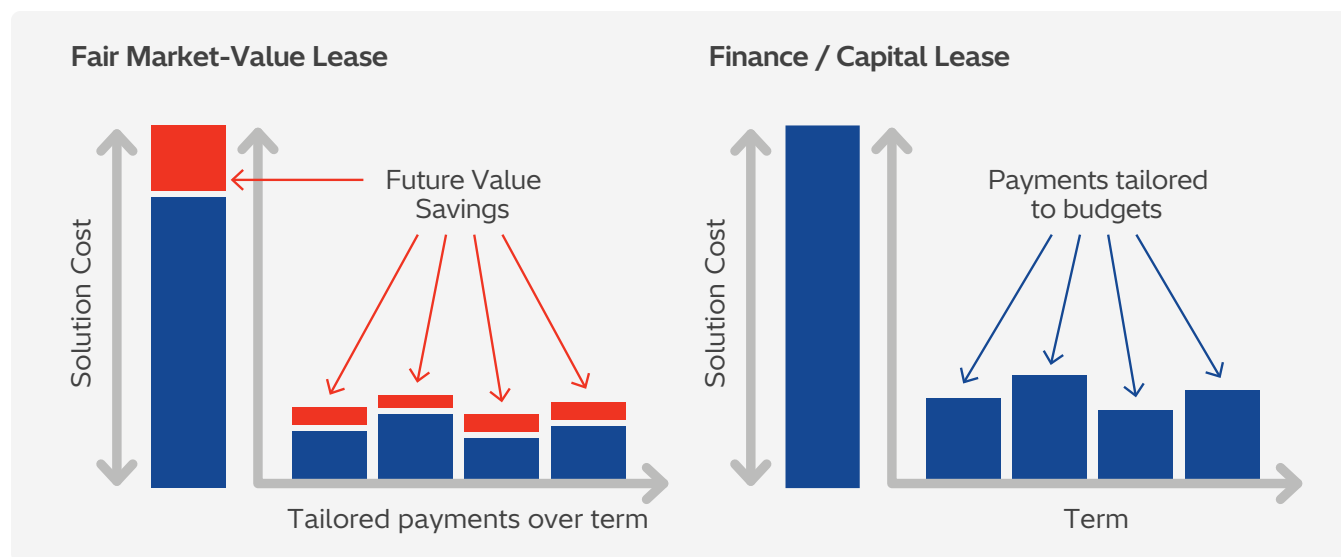 Fair Market-Value Lease
Solution Cost
Future Value
Savings
Tailored payments over term
Finance / Capital Lease
Solution Cost
Payments tailored
to budgets
Term